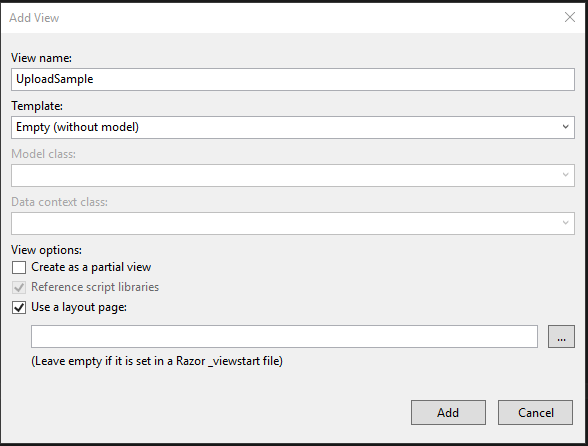 Add View
View name:
UploadSample
Template:
Empty (without model)
Model class:
Data context class:
View options:
Create as a partial view
Reference script libraries
Use a layout page:
...
(Leave empty if it is set in a Razor _viewstart file)
Add Cancel